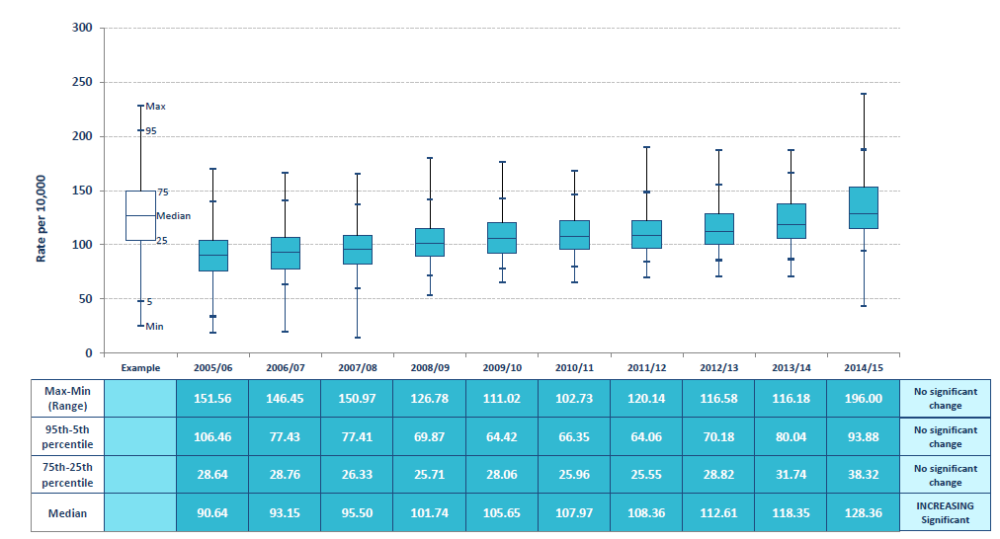 300
250
200
150
100
50
0
Rate per 10,000
Max
95
75
Median
25
5
Min
Example 2005/06 2006/07 2007/08 2008/09 2009/10 2010/11 2011/12 2012/13 2013/14 2014/15
Max-Min
(Range)
151.56 146.45 150.97 126.78 111.02 102.73 120.14 116.58 116.18 196.00
No significant
change
95th-5th
percentile
106.46 77.43 77.41 69.87 64.42 66.35 64.06 70.18 80.04 93.88
No significant
change
75th-25th
percentile
28.64 28.76 26.33 25.71 28.06 25.96 25.55 28.82 31.74 38.32
No significant
change
Median
90.64 93.15 95.50 101.74 105.65 107.97 108.36 112.61 118.35 128.36
INCREASING
Significant